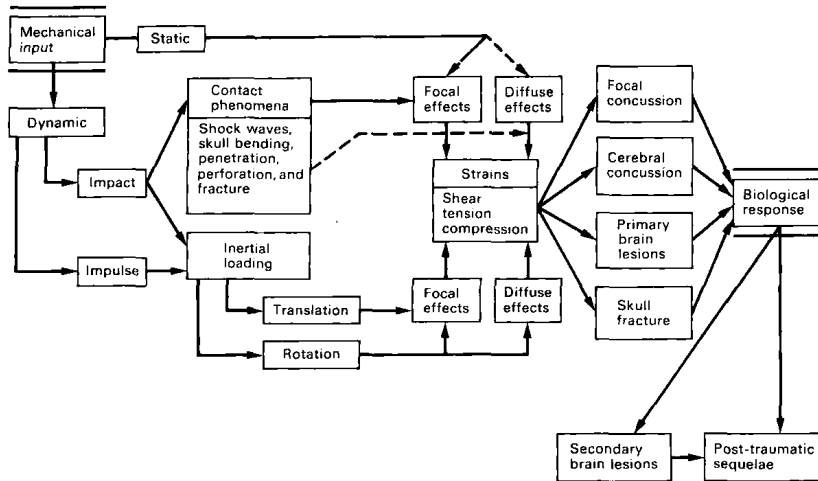 Mechanical
input
Static
Dynamic
Impact
Impulse
Contact
phenomena
Shock waves,
skull bending,
penetration,
perforation, and
fracture
Inertial
loading
Translation
Rotation
Focal
effects
Diffuse
effects
Strains
Shear
tension
compression
Focal
effects
Diffuse
effects
Focal
concussion
Cerebral
concussion
Primary
brain
lesions
Skull
fracture
Biological
response
Secondary
brain lesions
Post-traumatic
sequelae